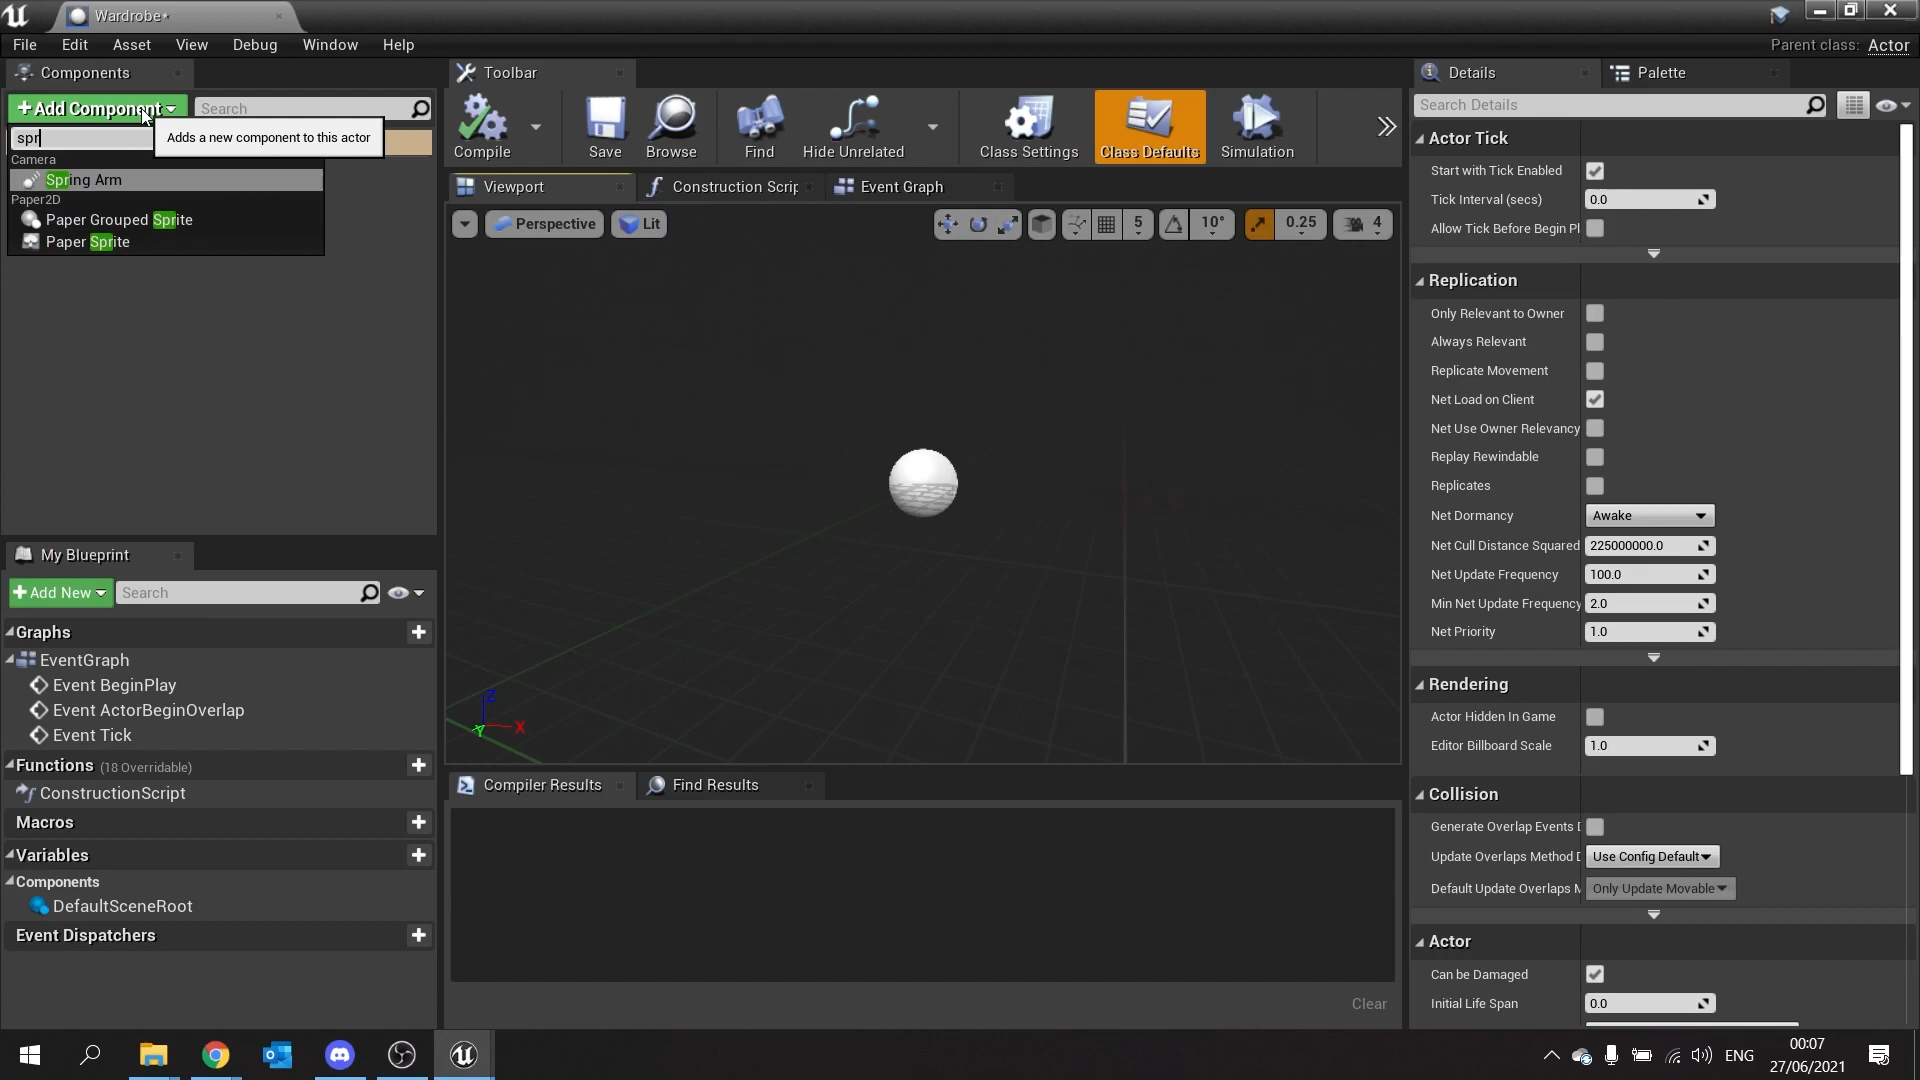 Wardrobe*
File Edit Asset View Debug Window Help
Parent class: Actor
Components
Add Component
Search
spr
Adds a new component to this actor
Camera
Spring Arm
Paper2D
Paper Grouped Sprite
Paper Sprite
My Blueprint
Add New
Search
Graphs
EventGraph
Event BeginPlay
Event ActorBeginOverlap
Event Tick
Functions (18 Overridable)
ConstructionScript
Macros
Variables
Components
DefaultSceneRoot
Event Dispatchers
Toolbar
Compile
Save
Browse
Find
Hide Unrelated
Class Settings
Class Defaults
Simulation
Viewport
Construction Scrip
Event Graph
Perspective
Lit
5
10°
0.25
4
Z
X
Y
Compiler Results
Find Results
Clear
Details
Palette
Search Details
Actor Tick
Start with Tick Enabled
Tick Interval (secs) 0.0
Allow Tick Before Begin Pl
Replication
Only Relevant to Owner
Always Relevant
Replicate Movement
Net Load on Client
Net Use Owner Relevancy
Replay Rewindable
Replicates
Net Dormancy Awake
Net Cull Distance Squared 225000000.0
Net Update Frequency 100.0
Min Net Update Frequency 2.0
Net Priority 1.0
Rendering
Actor Hidden In Game
Editor Billboard Scale 1.0
Collision
Generate Overlap Events D
Update Overlaps Method D Use Config Default
Default Update Overlaps M Only Update Movable
Actor
Can be Damaged
Initial Life Span 0.0
ENG
00:07
27/06/2021